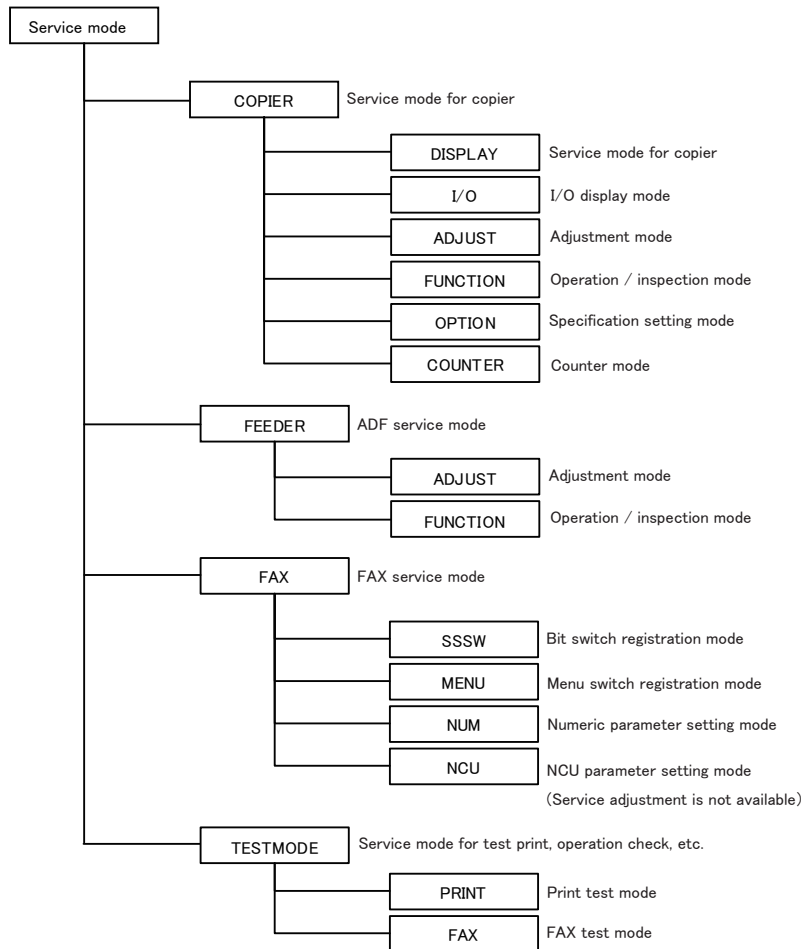 Service mode
COPIER Service mode for copier
DISPLAY Service mode for copier
I/O I/O display mode
ADJUST Adjustment mode
FUNCTION Operation / inspection mode
OPTION Specification setting mode
COUNTER Counter mode
FEEDER ADF service mode
ADJUST Adjustment mode
FUNCTION Operation / inspection mode
FAX FAX service mode
SSSW Bit switch registration mode
MENU Menu switch registration mode
NUM Numeric parameter setting mode
NCU NCU parameter setting mode
(Service adjustment is not available)
TESTMODE Service mode for test print, operation check, etc.
PRINT Print test mode
FAX FAX test mode